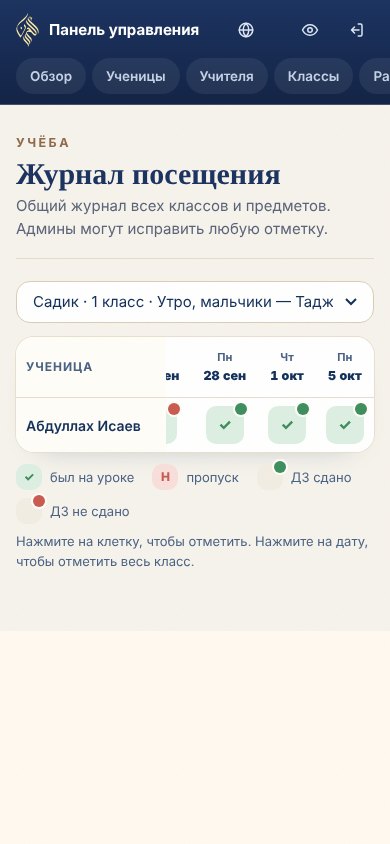 Панель управления
Обзор
Ученицы
Учителя
Классы
УЧЁБА
Журнал посещения
Общий журнал всех классов и предметов.
Админы могут исправить любую отметку.
Садик · 1 класс · Утро, мальчики — Тадж
УЧЕНИЦА
Пн Чт Пн
28 сен 1 окт 5 окт
Абдуллах Исаев
был на уроке
Н пропуск
ДЗ сдано
ДЗ не сдано
Нажмите на клетку, чтобы отметить. Нажмите на дату,
чтобы отметить весь класс.